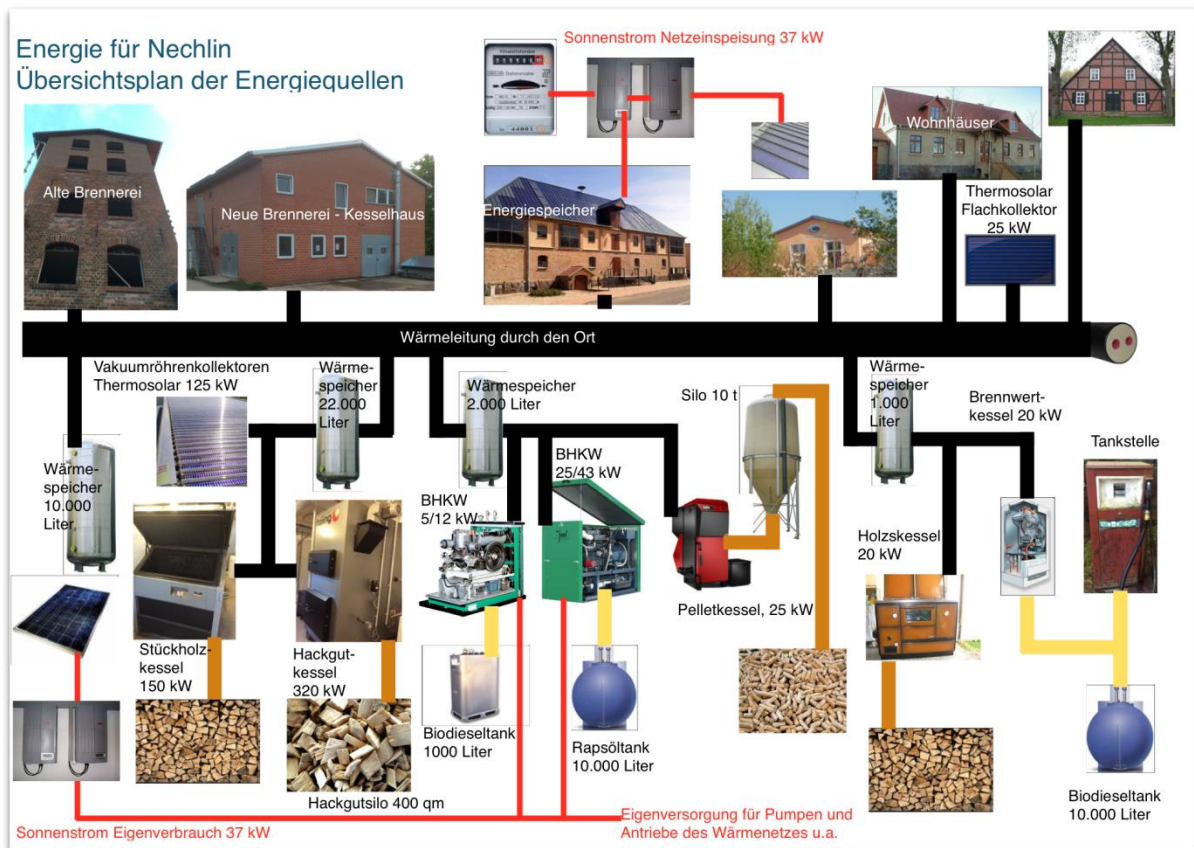 Energie für Nechlin
Übersichtsplan der Energiequellen
Sonnenstrom Netzeinspeisung 37 kW
Alte Brennerei
Neue Brennerei - Kesselhaus
Energiespeicher
Wohnhäuser
Thermosolar
Flachkollektor
25 kW
Wärmeleitung durch den Ort
Vakuumröhrenkollektoren
Thermosolar 125 kW
Wärme-
speicher
22.000
Liter
Wärmespeicher
2.000 Liter
Silo 10 t
Wärme-
speicher
1.000
Liter
Brennwert-
kessel 20 kW
Tankstelle
Wärme-
speicher
10.000
Liter
BHKW
5/12 kW
BHKW
25/43 kW
Holzskessel
20 kW
Pelletkessel, 25 kW
Stückholz-
kessel
150 kW
Hackgut-
kessel
320 kW
Biodieseltank
1000 Liter
Rapsöltank
10.000 Liter
Hackgutsilo 400 qm
Biodieseltank
10.000 Liter
Sonnenstrom Eigenverbrauch 37 kW
Eigenversorgung für Pumpen und
Antriebe des Wärmenetzes u.a.